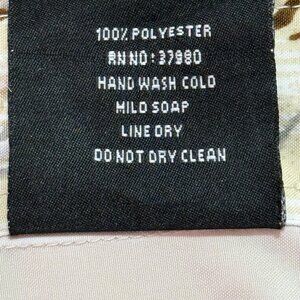 100% POLYESTER
RN NO: 37980
HAND WASH COLD
MILD SOAP
LINE DRY
DO NOT DRY CLEAN